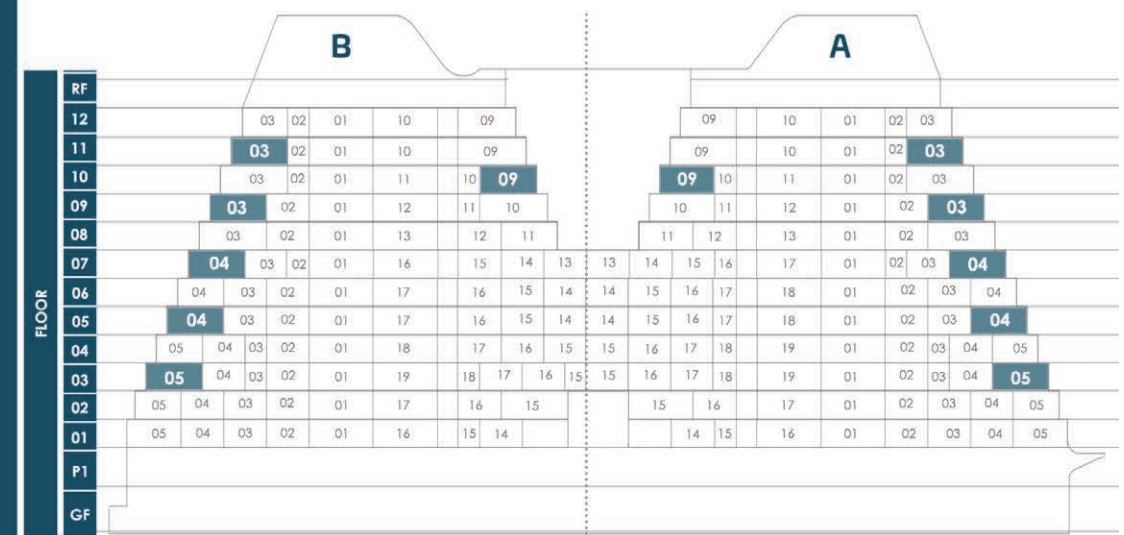 B A
FLOOR
RF
12 03 02 01 10 09 09 10 01 02 03
11 03 02 01 10 09 09 10 01 02 03
10 03 02 01 11 10 09 09 10 11 01 02 03
09 03 02 01 12 11 10 10 11 12 01 02 03
08 03 02 01 13 12 11 11 12 13 01 02 03
07 04 03 02 01 16 15 14 13 13 14 15 16 17 01 02 03 04
06 04 03 02 01 17 16 15 14 14 15 16 17 18 01 02 03 04
05 04 03 02 01 17 16 15 14 14 15 16 17 18 01 02 03 04
04 05 04 03 02 01 18 17 16 15 15 16 17 18 19 01 02 03 04 05
03 05 04 03 02 01 19 18 17 16 15 15 16 17 18 19 01 02 03 04 05
02 05 04 03 02 01 17 16 15 15 16 17 01 02 03 04 05
01 05 04 03 02 01 16 15 14 14 15 16 01 02 03 04 05
P1
GF